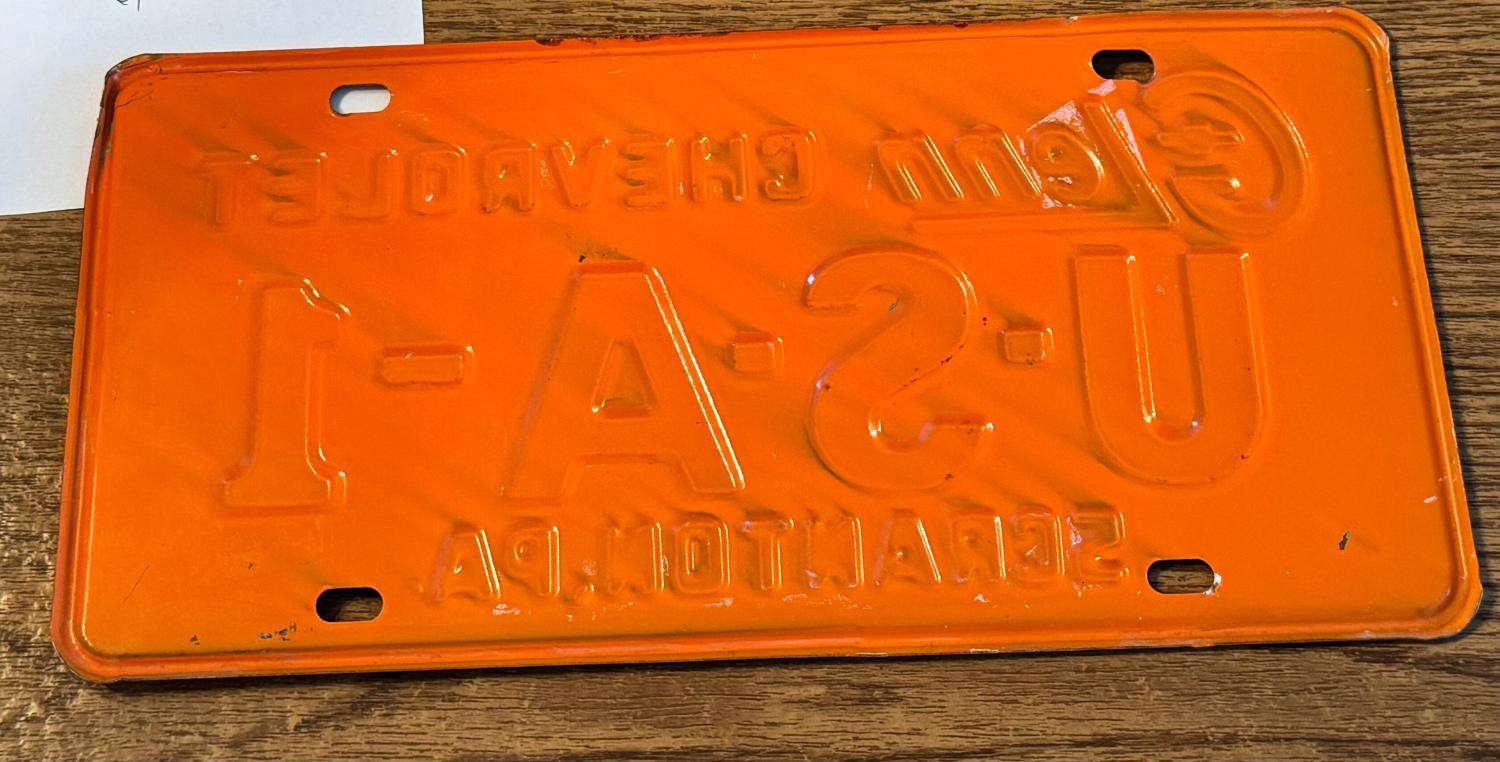 Glenn CHEVROLET
U·S·A-1
SCRANTON, PA